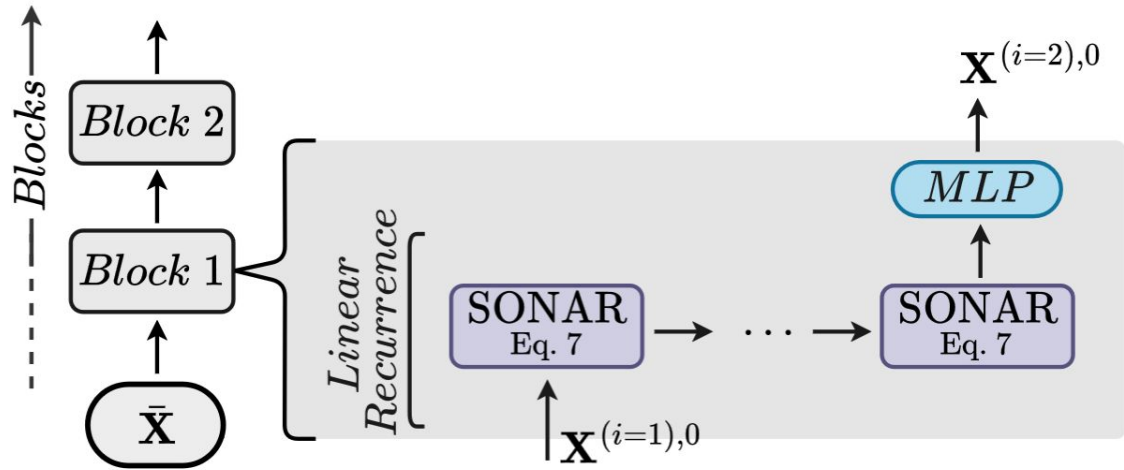 Blocks
Block 2
Block 1
X̄
Linear
Recurrence
SONAR
Eq. 7
X^(i=1),0
· · ·
SONAR
Eq. 7
MLP
X^(i=2),0